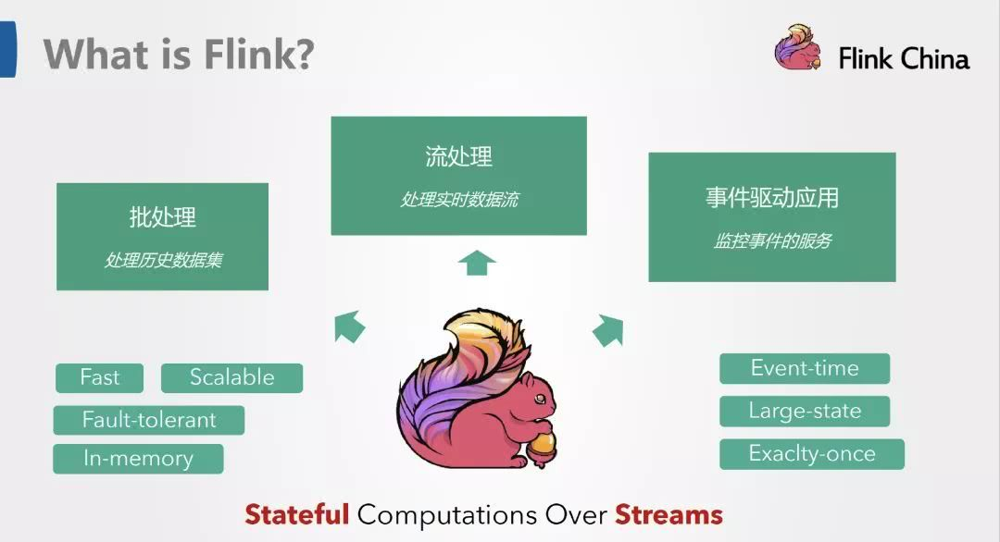 What is Flink?
Flink China
批处理
处理历史数据集
流处理
处理实时数据流
事件驱动应用
监控事件的服务
Fast
Scalable
Fault-tolerant
In-memory
Event-time
Large-state
Exaclty-once
Stateful Computations Over Streams